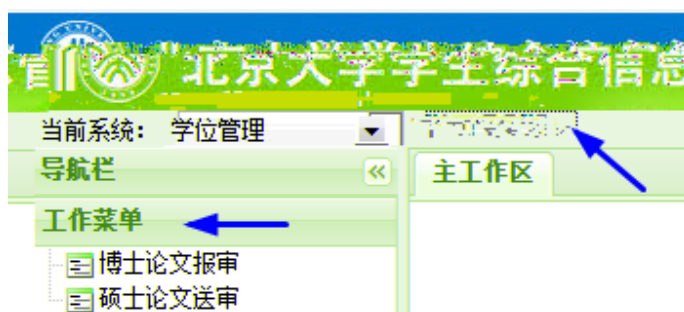 北京大学学生综合信息
当前系统： 学位管理
导航栏
主工作区
工作菜单
博士论文报审
硕士论文送审